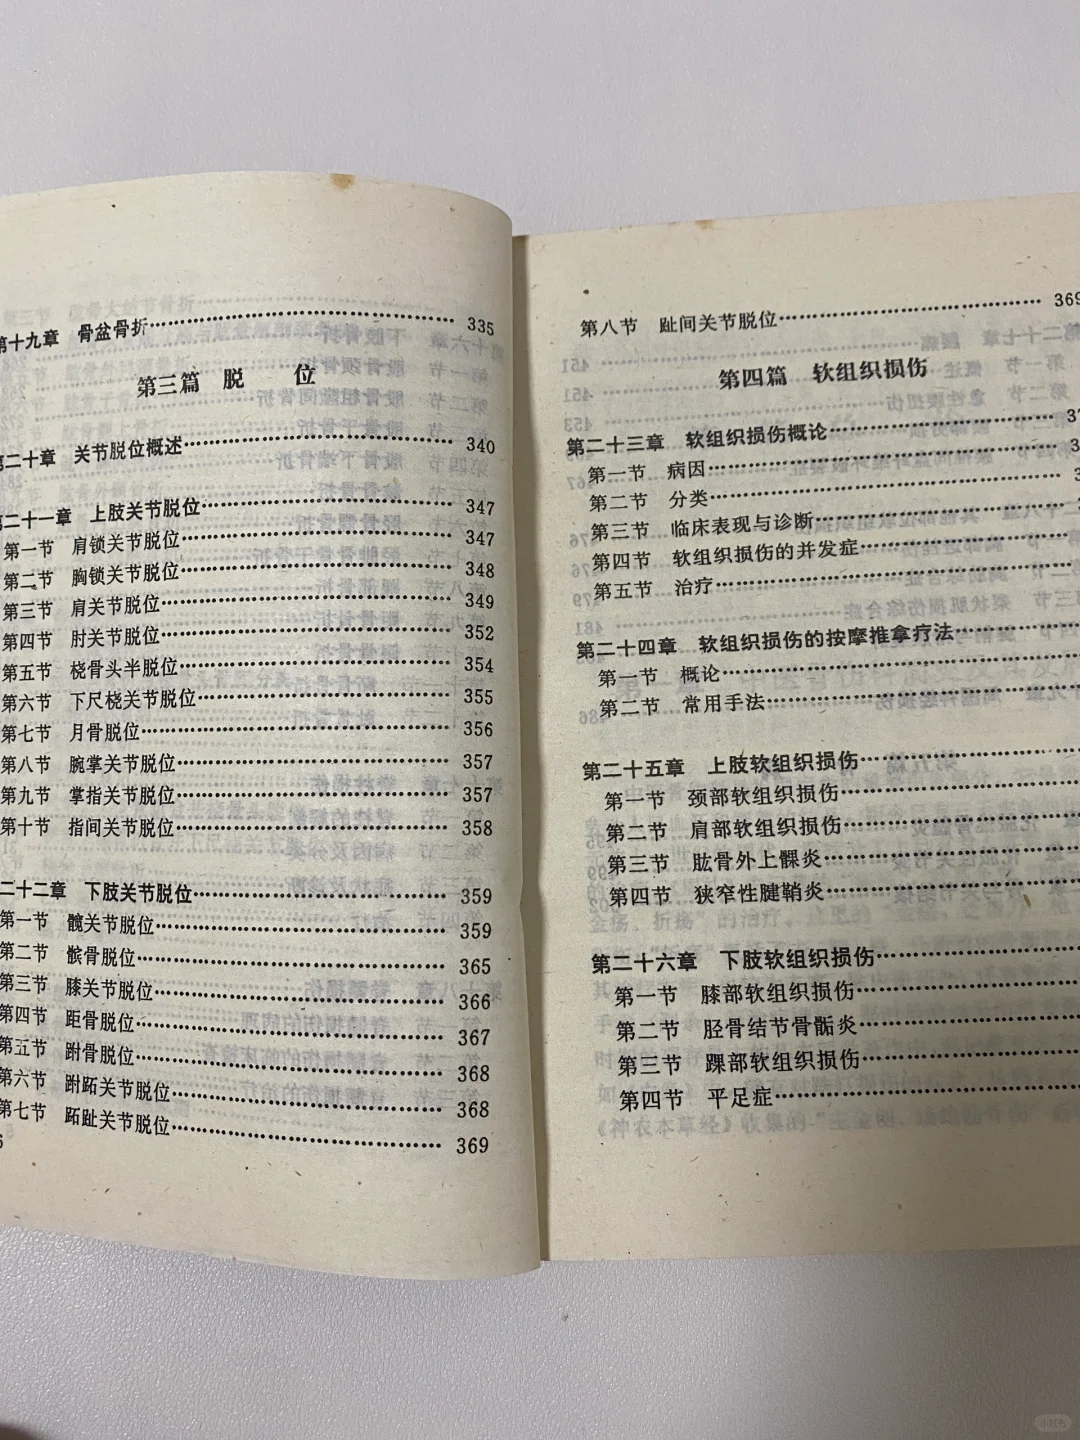 第十九章 骨盆骨折……335
第三篇 脱 位
第二十章 关节脱位概述……340
第二十一章 上肢关节脱位……347
第一节 肩锁关节脱位……347
第二节 胸锁关节脱位……348
第三节 肩关节脱位……349
第四节 肘关节脱位……352
第五节 桡骨头半脱位……354
第六节 下尺桡关节脱位……355
第七节 月骨脱位……356
第八节 腕掌关节脱位……357
第九节 掌指关节脱位……357
第十节 指间关节脱位……358
二十二章 下肢关节脱位……359
第一节 髋关节脱位……359
第二节 髌骨脱位……365
第三节 膝关节脱位……366
第四节 距骨脱位……367
第五节 跗骨脱位……368
第六节 跗跖关节脱位……368
第七节 跖趾关节脱位……369
6
第八节 趾间关节脱位……369
第四篇 软组织损伤
第二十三章 软组织损伤概论……
第一节 病因……
第二节 分类……
第三节 临床表现与诊断……
第四节 软组织损伤的并发症……
第五节 治疗……
第二十四章 软组织损伤的按摩推拿疗法……
第一节 概论……
第二节 常用手法……
第二十五章 上肢软组织损伤……
第一节 颈部软组织损伤……
第二节 肩部软组织损伤……
第三节 肱骨外上髁炎……
第四节 狭窄性腱鞘炎……
第二十六章 下肢软组织损伤……
第一节 膝部软组织损伤……
第二节 胫骨结节骨骺炎……
第三节 踝部软组织损伤……
第四节 平足症……
小红书